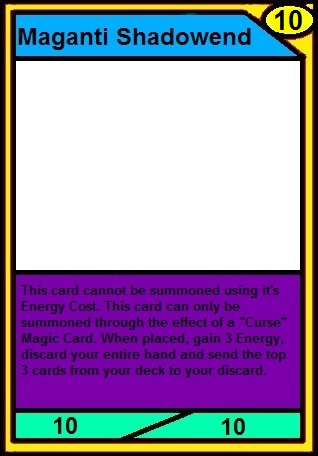 Maganti Shadowend
10
This card cannot be summoned using it's
Energy Cost. This card can only be
summoned through the effect of a "Curse"
Magic Card. When placed, gain 3 Energy,
discard your entire hand and send the top
3 cards from your deck to your discard.
10
10